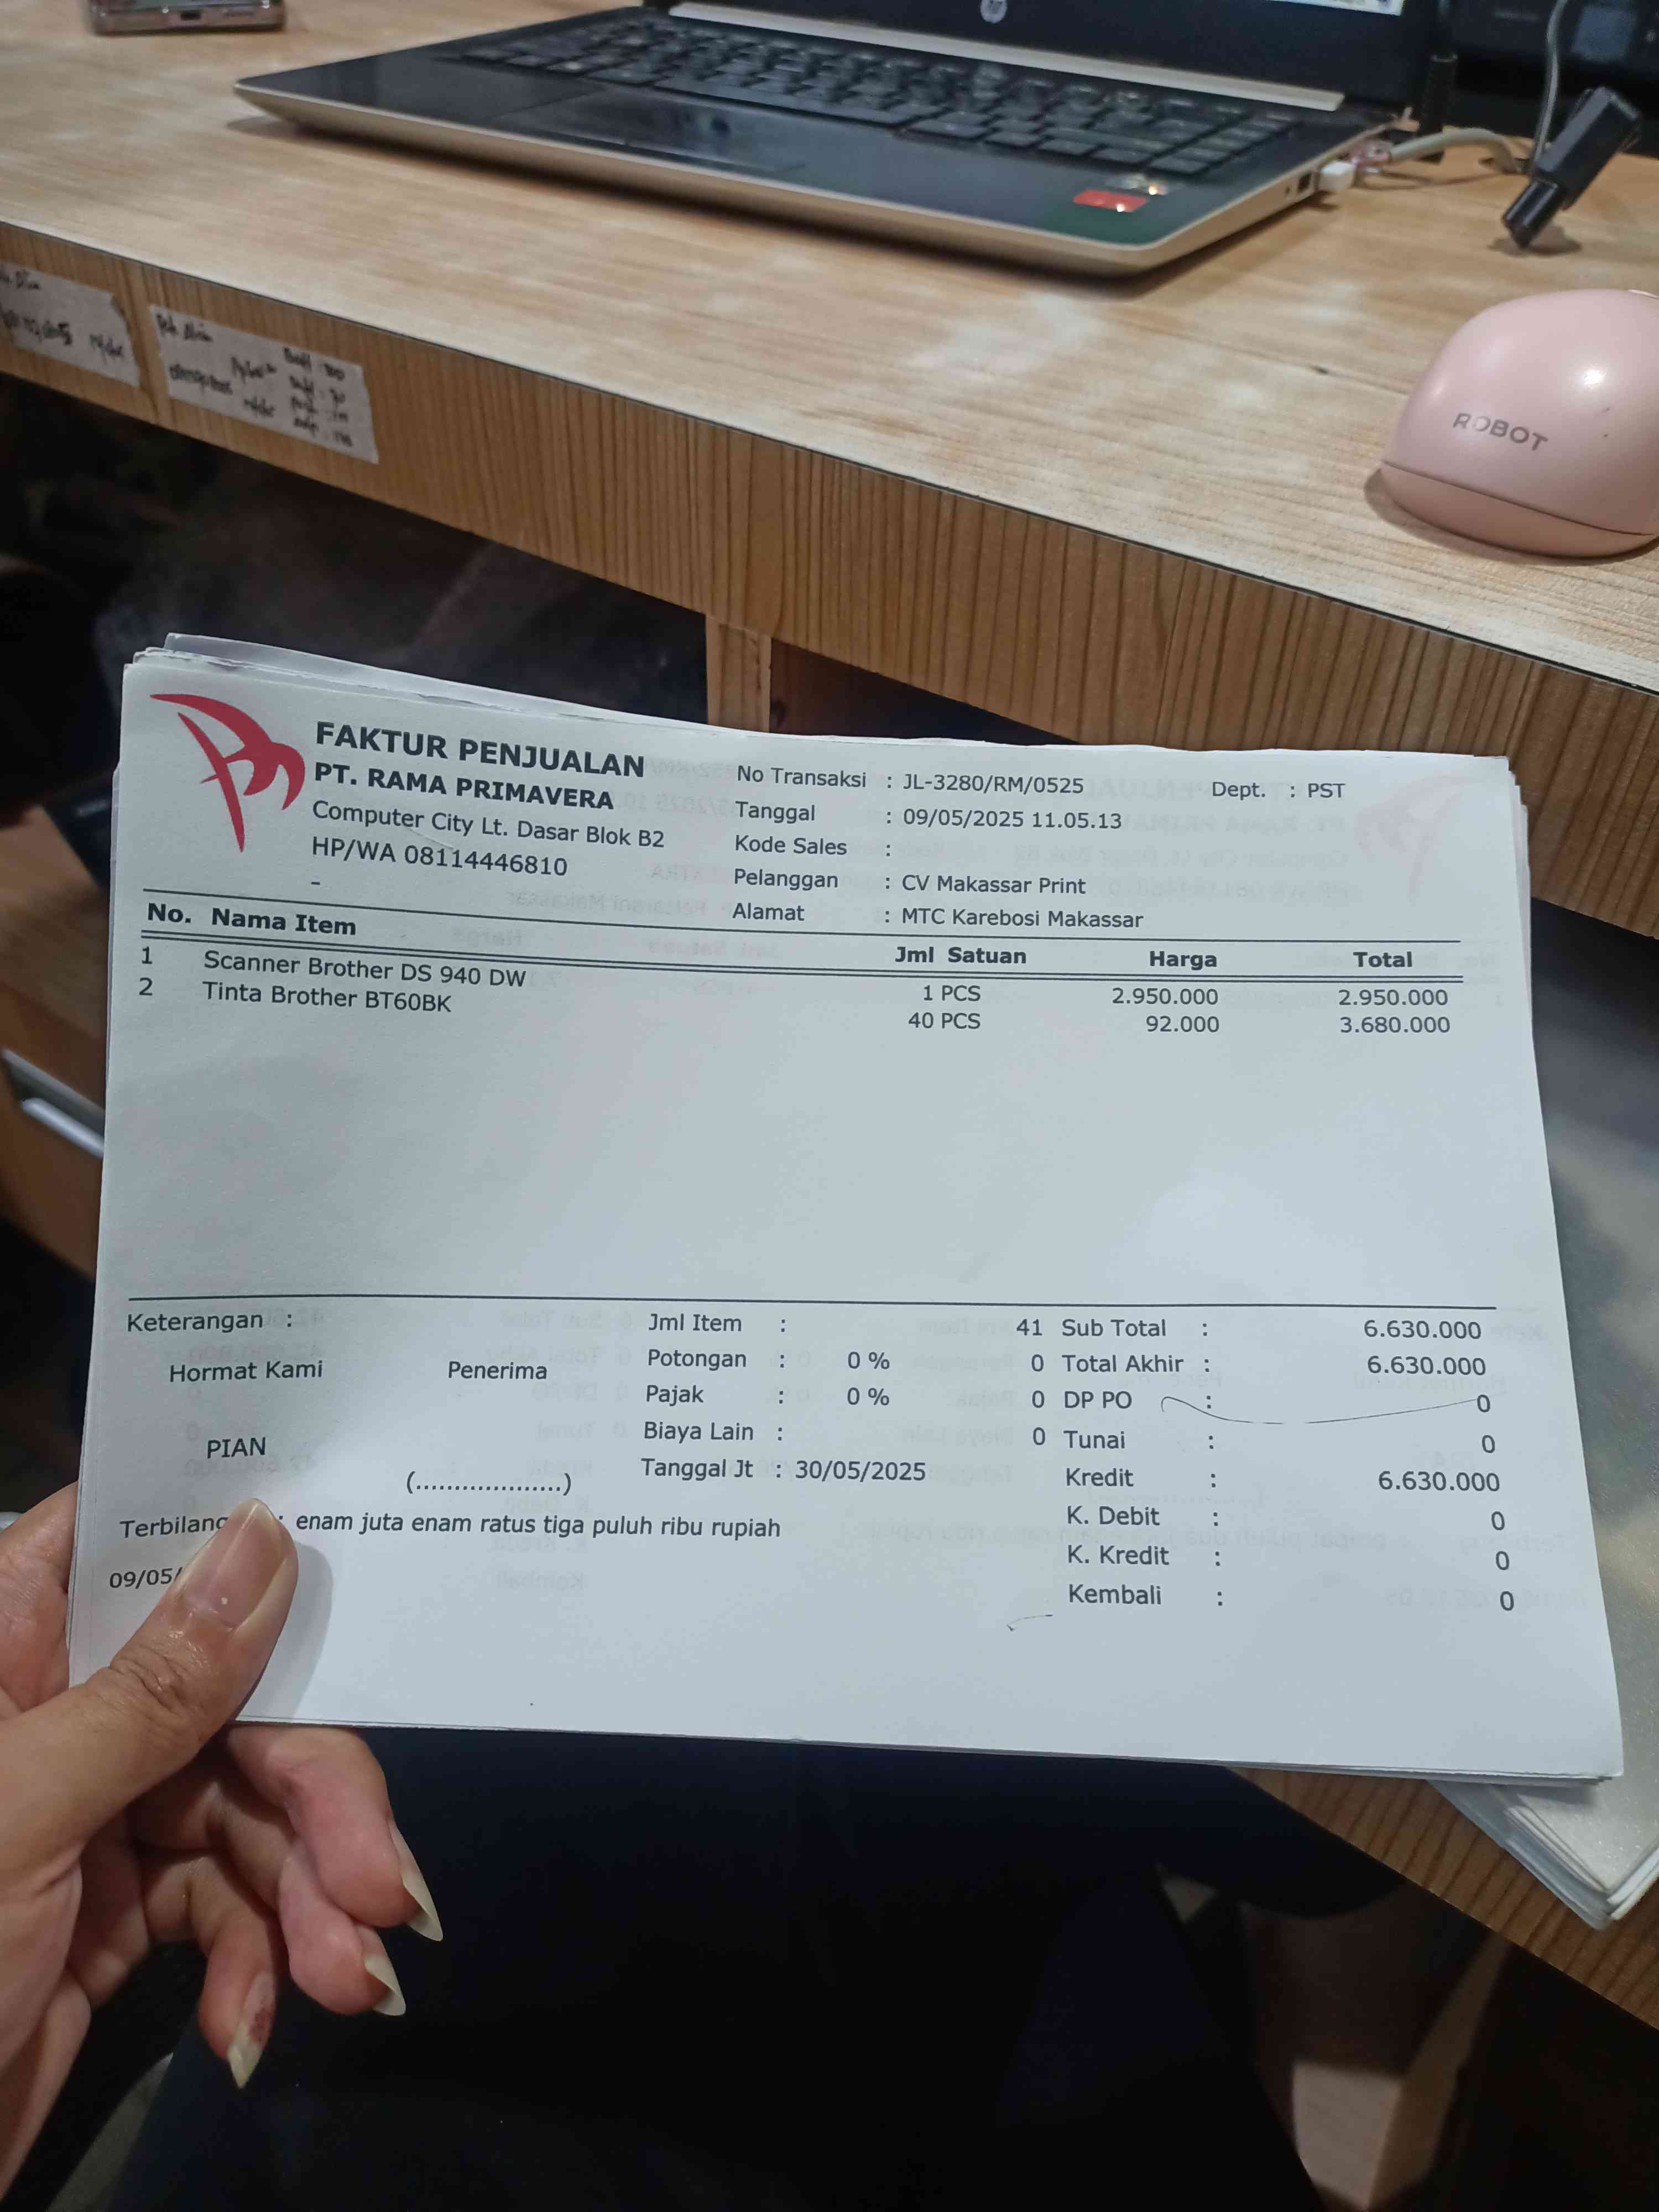 hp
ROBOT
FAKTUR PENJUALAN
PT. RAMA PRIMAVERA
Computer City Lt. Dasar Blok B2
HP/WA 08114446810
-
No Transaksi : JL-3280/RM/0525 Dept. : PST
Tanggal : 09/05/2025 11.05.13
Kode Sales :
Pelanggan : CV Makassar Print
Alamat : MTC Karebosi Makassar
No. Nama Item Jml Satuan Harga Total
1 Scanner Brother DS 940 DW 1 PCS 2.950.000 2.950.000
2 Tinta Brother BT60BK 40 PCS 92.000 3.680.000
Keterangan : Jml Item : 41 Sub Total : 6.630.000
Hormat Kami Penerima Potongan : 0 % 0 Total Akhir : 6.630.000
Pajak : 0 % 0 DP PO : 0
PIAN Biaya Lain : 0 Tunai : 0
(...................) Tanggal Jt : 30/05/2025 Kredit : 6.630.000
Terbilang : enam juta enam ratus tiga puluh ribu rupiah K. Debit : 0
09/05/ K. Kredit : 0
Kembali : 0